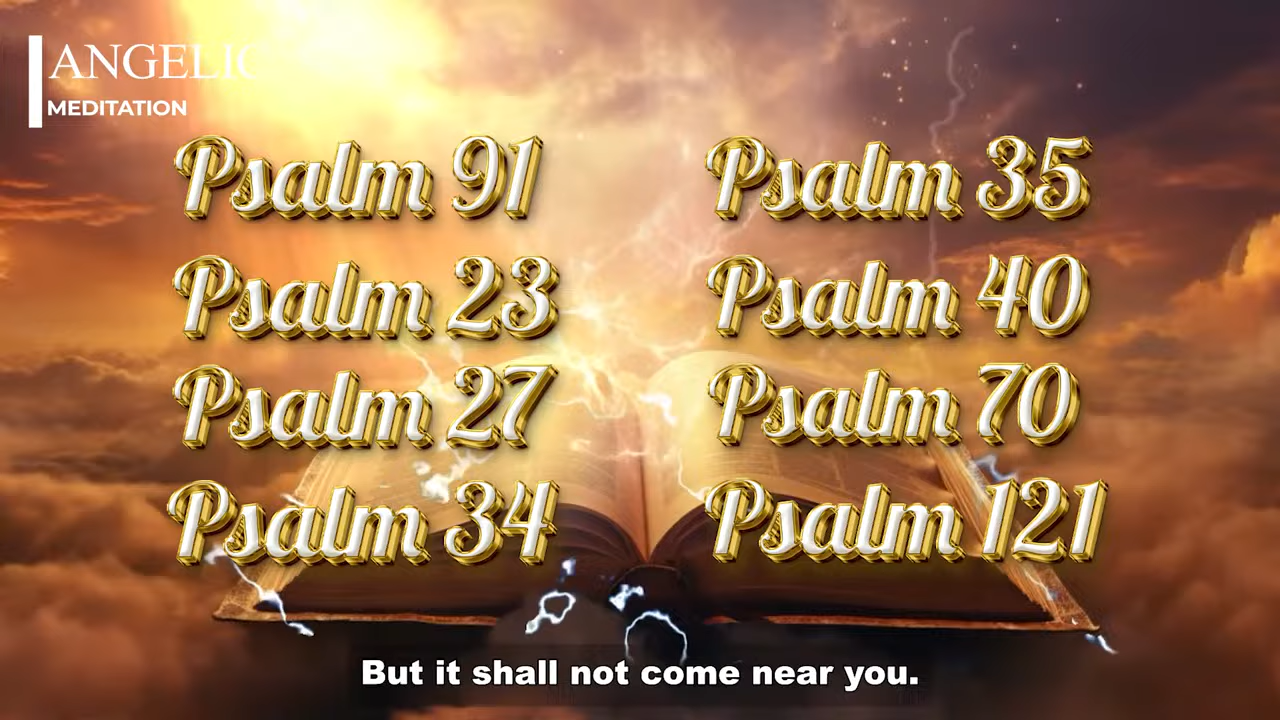 ANGELIC
MEDITATION
Psalm 91
Psalm 23
Psalm 27
Psalm 34
Psalm 35
Psalm 40
Psalm 70
Psalm 121
But it shall not come near you.